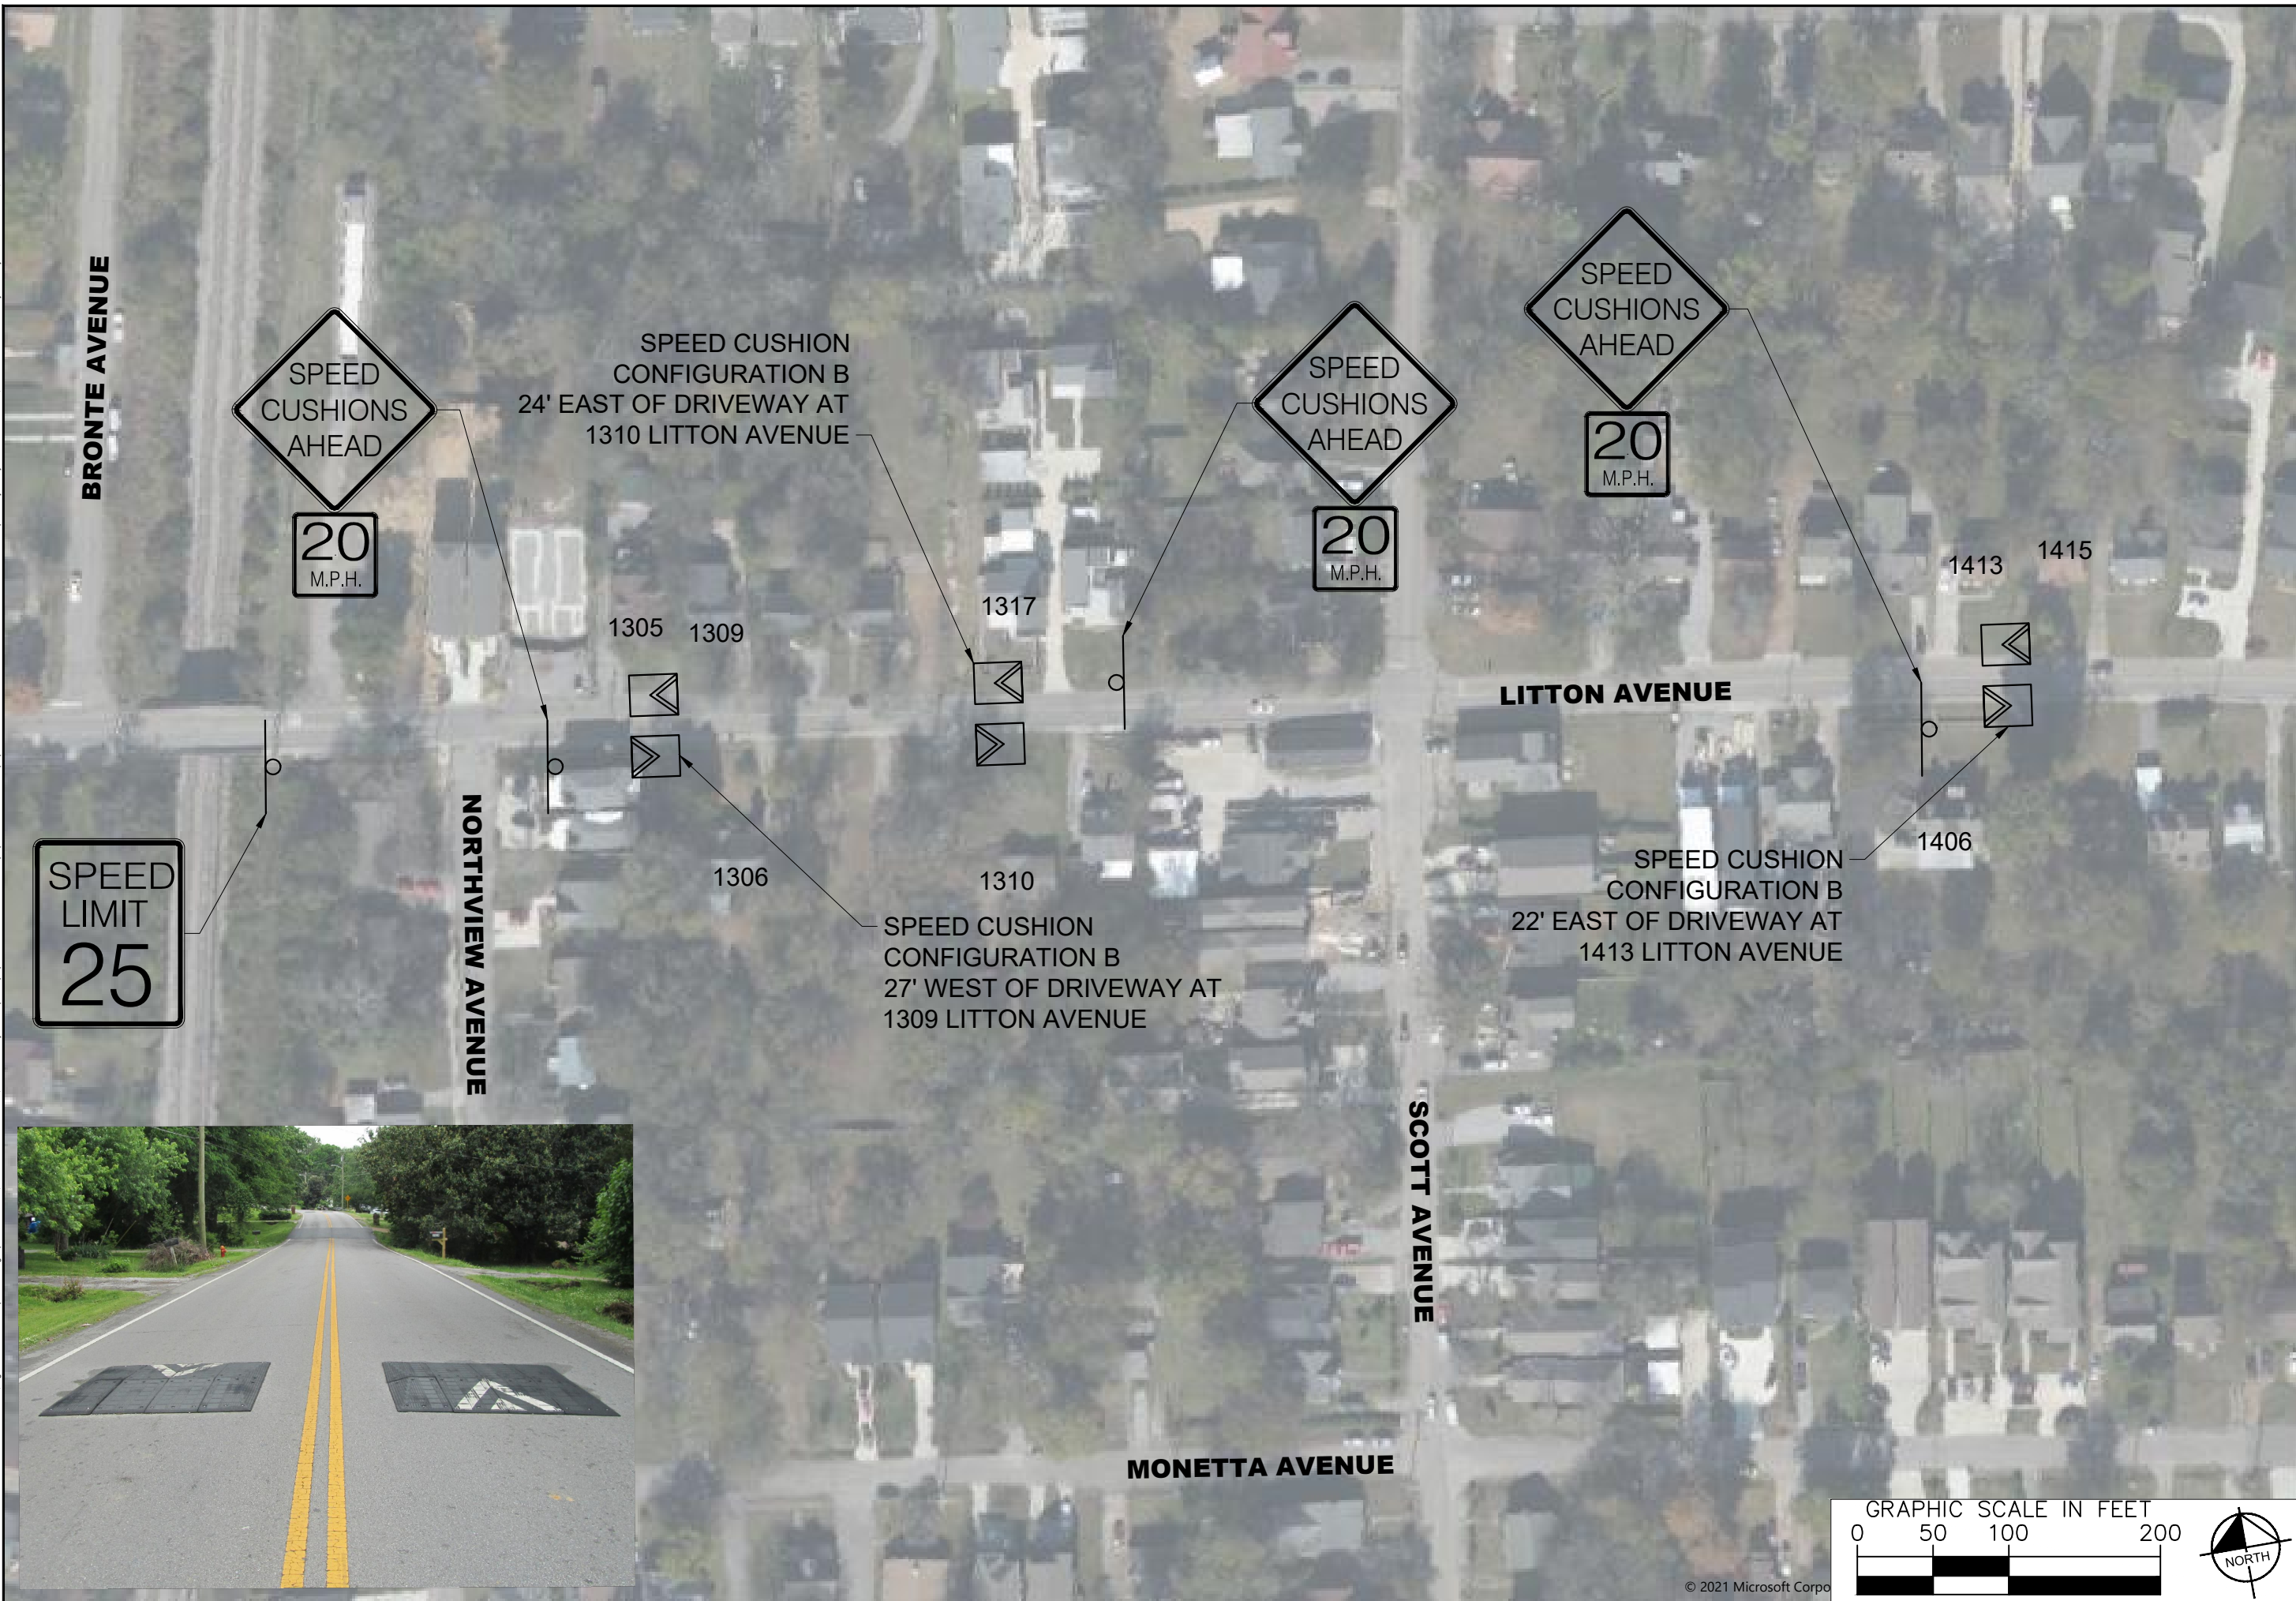 BRONTE AVENUE
SPEED
CUSHIONS
AHEAD
20
M.P.H.
SPEED CUSHION
CONFIGURATION B
24' EAST OF DRIVEWAY AT
1310 LITTON AVENUE
SPEED
CUSHIONS
AHEAD
20
M.P.H.
SPEED
CUSHIONS
AHEAD
20
M.P.H.
1305
1309
1317
1413
1415
LITTON AVENUE
SPEED
LIMIT
25
NORTHVIEW AVENUE
1306
1310
SPEED CUSHION
CONFIGURATION B
27' WEST OF DRIVEWAY AT
1309 LITTON AVENUE
1406
SPEED CUSHION
CONFIGURATION B
22' EAST OF DRIVEWAY AT
1413 LITTON AVENUE
SCOTT AVENUE
MONETTA AVENUE
GRAPHIC SCALE IN FEET
0 50 100 200
NORTH
© 2021 Microsoft Corpo